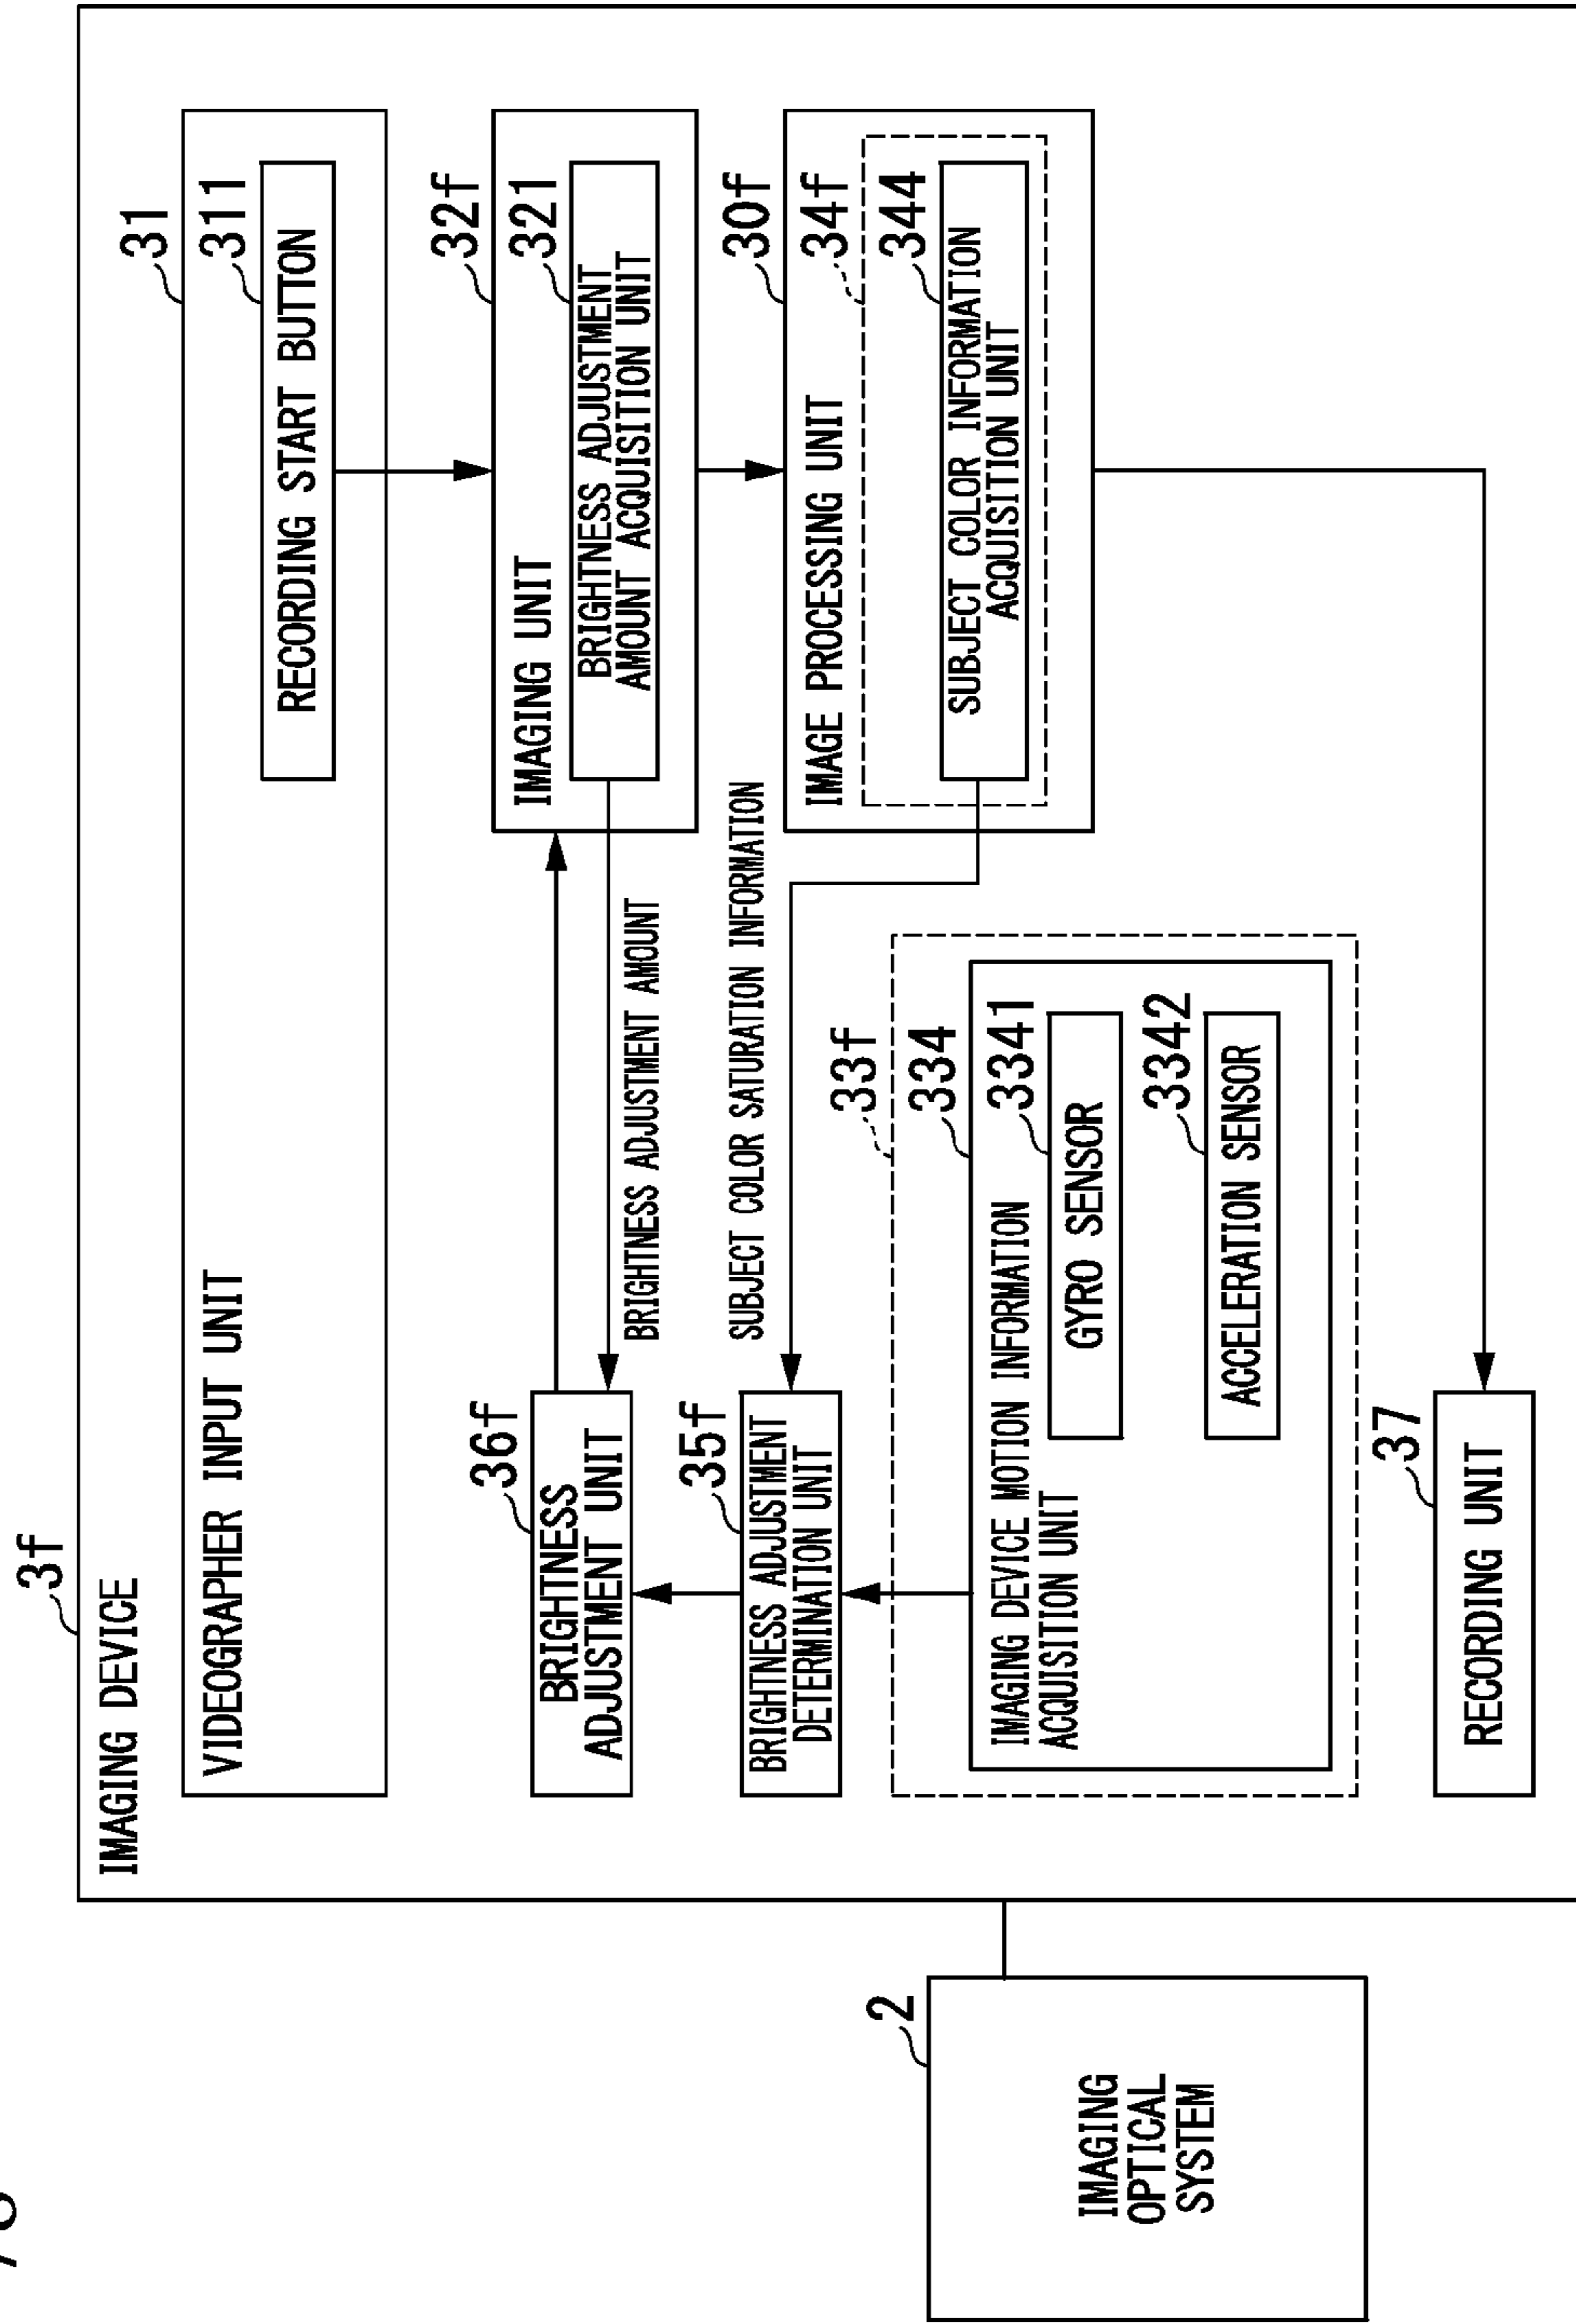 3f
IMAGING DEVICE
31
VIDEOGRAPHER INPUT UNIT
311
RECORDING START BUTTON
32f
IMAGING UNIT
321
BRIGHTNESS ADJUSTMENT
AMOUNT ACQUISITION UNIT
36f
BRIGHTNESS
ADJUSTMENT UNIT
BRIGHTNESS ADJUSTMENT AMOUNT
30f
IMAGE PROCESSING UNIT
34f
344
SUBJECT COLOR INFORMATION
ACQUISITION UNIT
SUBJECT COLOR SATURATION INFORMATION
35f
BRIGHTNESS ADJUSTMENT
DETERMINATION UNIT
33f
334
IMAGING DEVICE MOTION INFORMATION
ACQUISITION UNIT
3341
GYRO SENSOR
3342
ACCELERATION SENSOR
37
RECORDING UNIT
2
IMAGING
OPTICAL
SYSTEM